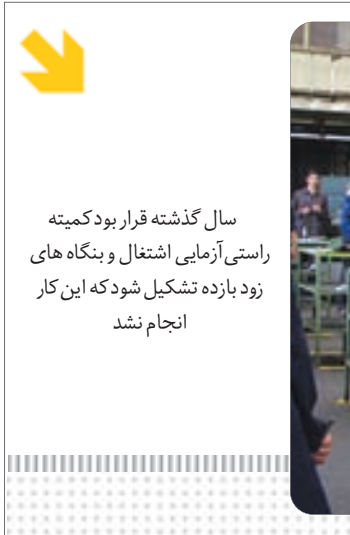 سال گذشته قرار بود کمیته
راستی‌آزمایی اشتغال و بنگاه های
زود بازده تشکیل شود که این کار
انجام نشد